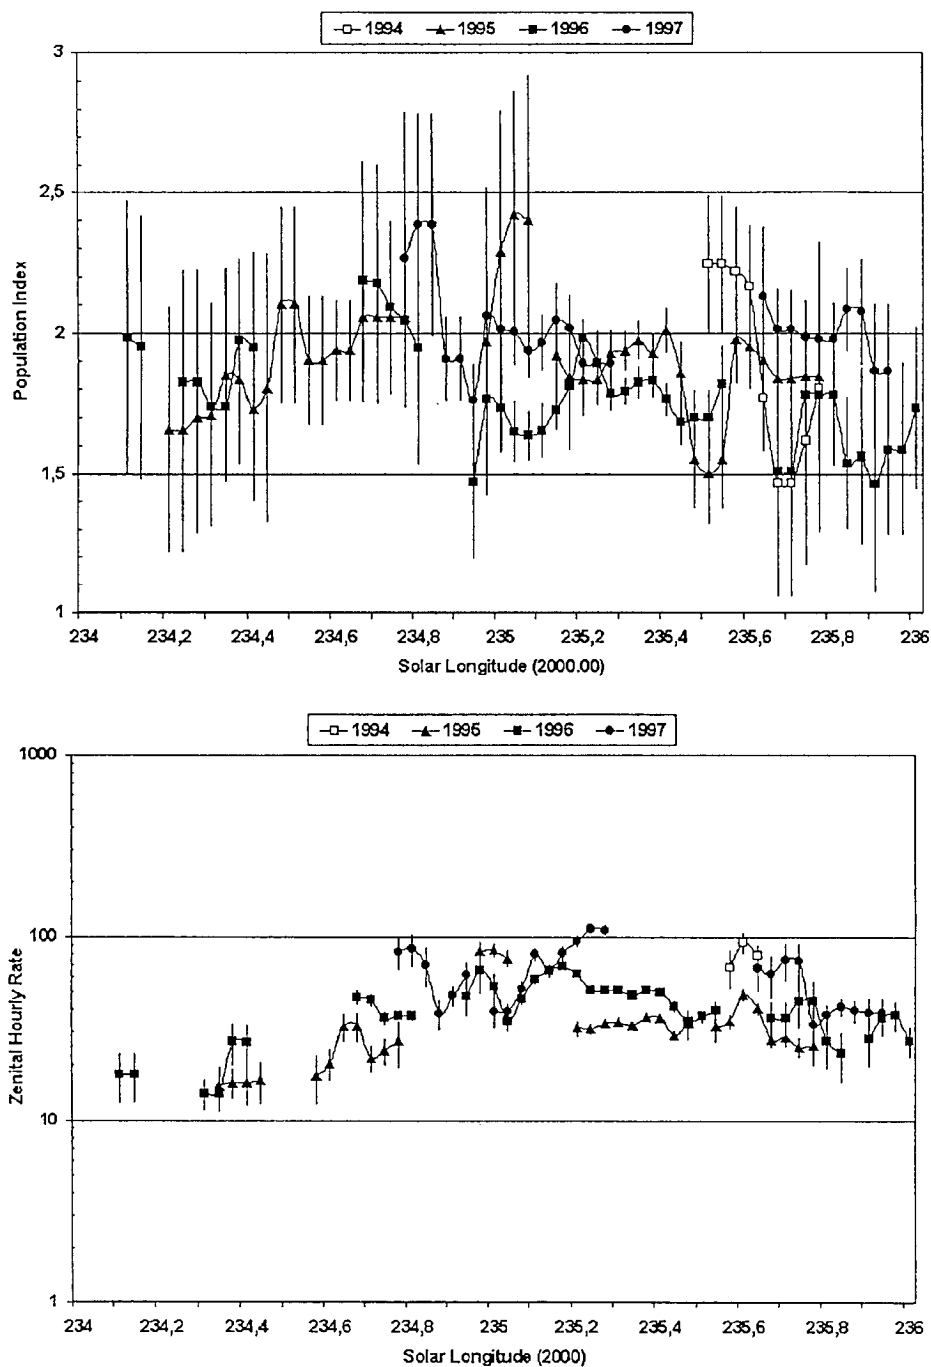 1994 1995 1996 1997
3
2,5
2
1,5
1
Population Index
234 234,2 234,4 234,6 234,8 235 235,2 235,4 235,6 235,8 236
Solar Longitude (2000.00)
1994 1995 1996 1997
1000
100
10
1
Zenital Hourly Rate
234 234,2 234,4 234,6 234,8 235 235,2 235,4 235,6 235,8 236
Solar Longitude (2000)